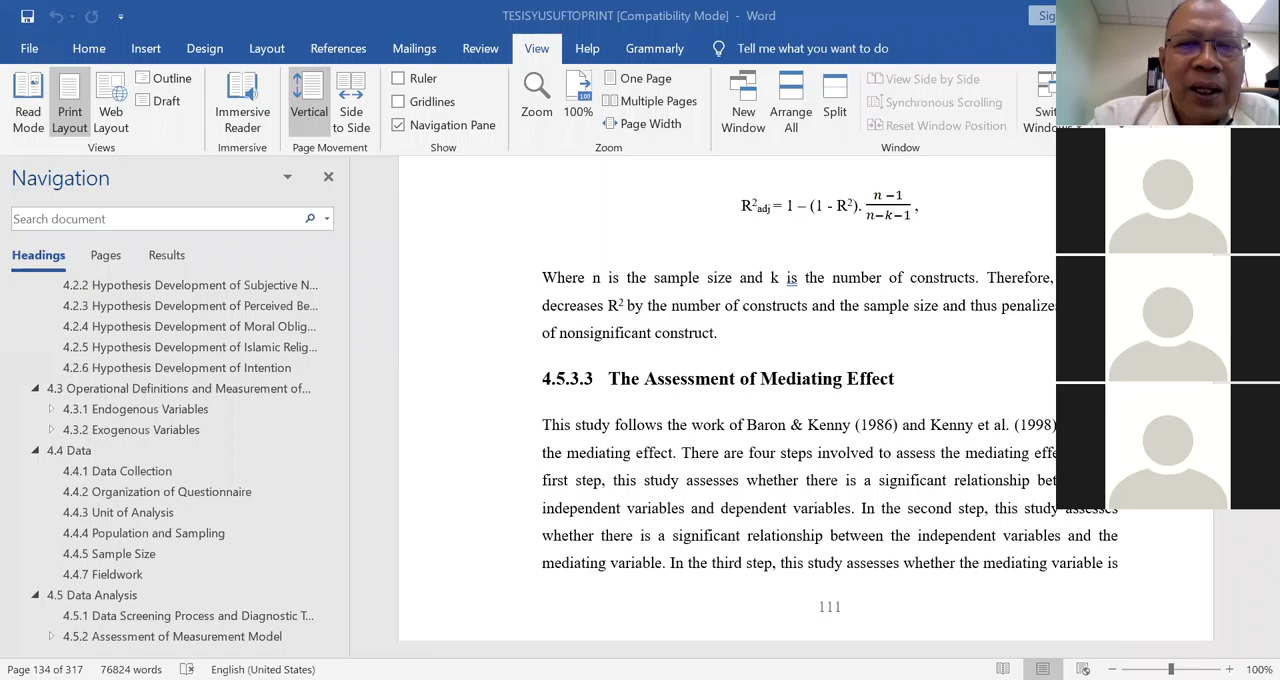 TESISYUSUFTOPRINT [Compatibility Mode] - Word
Sig
File Home Insert Design Layout References Mailings Review View Help Grammarly Tell me what you want to do
Read Mode
Print Layout
Web Layout
Outline
Draft
Views
Immersive Reader
Immersive
Vertical
Side to Side
Page Movement
Ruler
Gridlines
Navigation Pane
Show
Zoom
100
100%
One Page
Multiple Pages
Page Width
Zoom
New Window
Arrange All
Split
View Side by Side
Synchronous Scrolling
Reset Window Position
Window
Navigation
Search document
Headings Pages Results
4.2.2 Hypothesis Development of Subjective N...
4.2.3 Hypothesis Development of Perceived Be...
4.2.4 Hypothesis Development of Moral Oblig...
4.2.5 Hypothesis Development of Islamic Relig...
4.2.6 Hypothesis Development of Intention
4.3 Operational Definitions and Measurement of...
4.3.1 Endogenous Variables
4.3.2 Exogenous Variables
4.4 Data
4.4.1 Data Collection
4.4.2 Organization of Questionnaire
4.4.3 Unit of Analysis
4.4.4 Population and Sampling
4.4.5 Sample Size
4.4.7 Fieldwork
4.5 Data Analysis
4.5.1 Data Screening Process and Diagnostic T...
4.5.2 Assessment of Measurement Model
R²adj = 1 – (1 - R²). (n −1)/(n−k−1) ,
Where n is the sample size and k is the number of constructs. Therefore,
decreases R² by the number of constructs and the sample size and thus penalizes
of nonsignificant construct.
4.5.3.3 The Assessment of Mediating Effect
This study follows the work of Baron & Kenny (1986) and Kenny et al. (1998)
the mediating effect. There are four steps involved to assess the mediating effe
first step, this study assesses whether there is a significant relationship bet
independent variables and dependent variables. In the second step, this study assesses
whether there is a significant relationship between the independent variables and the
mediating variable. In the third step, this study assesses whether the mediating variable is
111
Page 134 of 317 76824 words English (United States) 100%